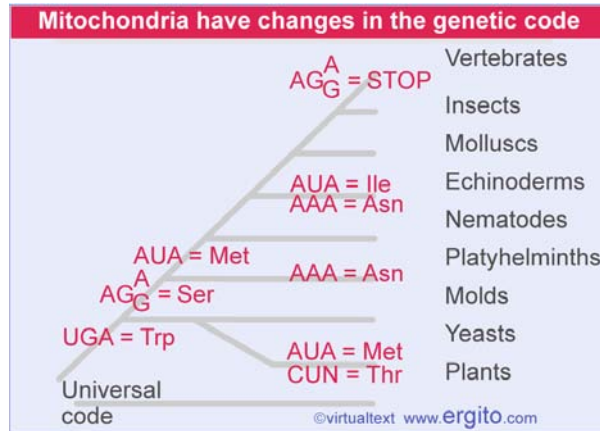 Mitochondria have changes in the genetic code
A
AG = STOP
G
Vertebrates
Insects
Molluscs
AUA = Ile
Echinoderms
AAA = Asn
Nematodes
AUA = Met
Platyhelminths
AAA = Asn
A
AG = Ser
G
Molds
UGA = Trp
Yeasts
AUA = Met
CUN = Thr
Plants
Universal
code
©virtualtext www.ergito.com